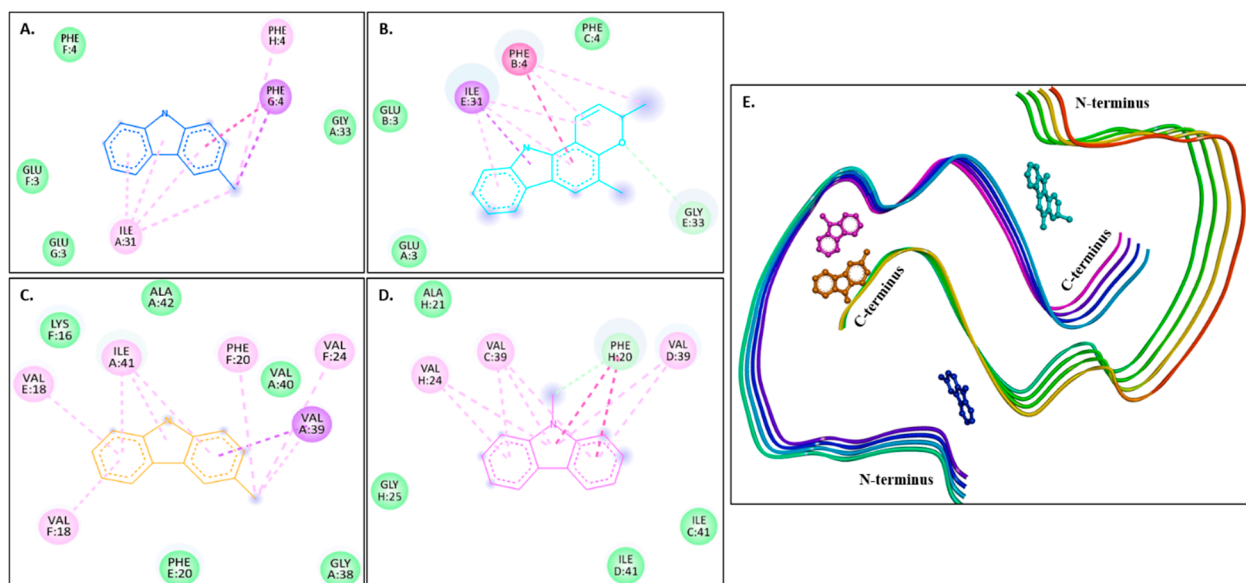 A.
PHE
F:4
PHE
H:4
PHE
G:4
GLY
A:33
N
GLU
F:3
GLU
G:3
ILE
A:31
B.
PHE
C:4
PHE
B:4
ILE
E:31
GLU
B:3
N
O
GLY
E:33
GLU
A:3
C.
ALA
A:42
LYS
F:16
ILE
A:41
PHE
F:20
VAL
F:24
VAL
A:40
VAL
E:18
VAL
A:39
VAL
F:18
PHE
E:20
GLY
A:38
D.
ALA
H:21
VAL
C:39
PHE
H:20
VAL
D:39
VAL
H:24
N
GLY
H:25
ILE
C:41
ILE
D:41
E.
N-terminus
C-terminus
C-terminus
N-terminus